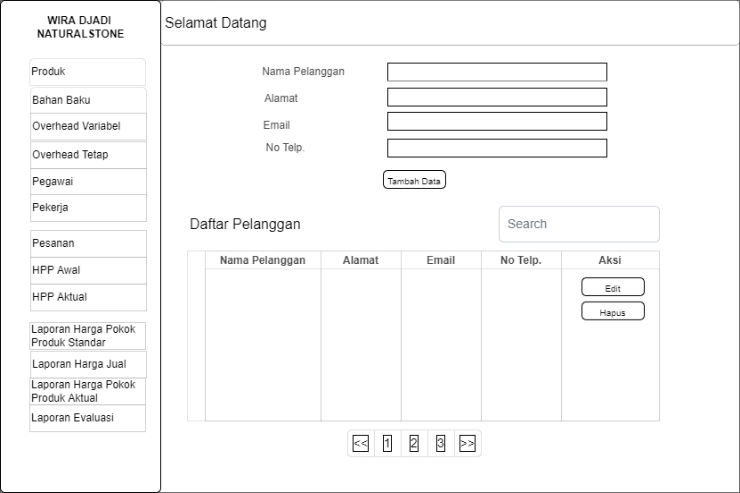 WIRA DJADI
NATURALSTONE
Selamat Datang
Produk
Bahan Baku
Overhead Variabel
Overhead Tetap
Pegawai
Pekerja
Pesanan
HPP Awal
HPP Aktual
Laporan Harga Pokok
Produk Standar
Laporan Harga Jual
Laporan Harga Pokok
Produk Aktual
Laporan Evaluasi
Nama Pelanggan
Alamat
Email
No Telp.
Tambah Data
Daftar Pelanggan
Search
Nama Pelanggan Alamat Email No Telp. Aksi
Edit
Hapus
<< 1 2 3 >>